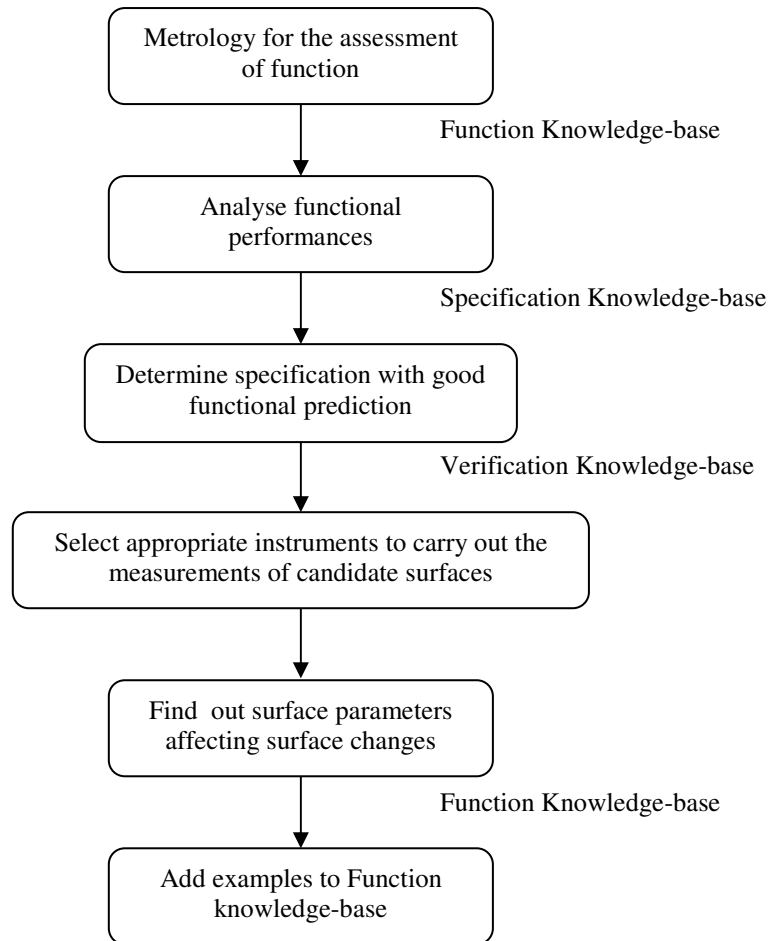 Metrology for the assessment
of function
Function Knowledge-base
Analyse functional
performances
Specification Knowledge-base
Determine specification with good
functional prediction
Verification Knowledge-base
Select appropriate instruments to carry out the
measurements of candidate surfaces
Find out surface parameters
affecting surface changes
Function Knowledge-base
Add examples to Function
knowledge-base